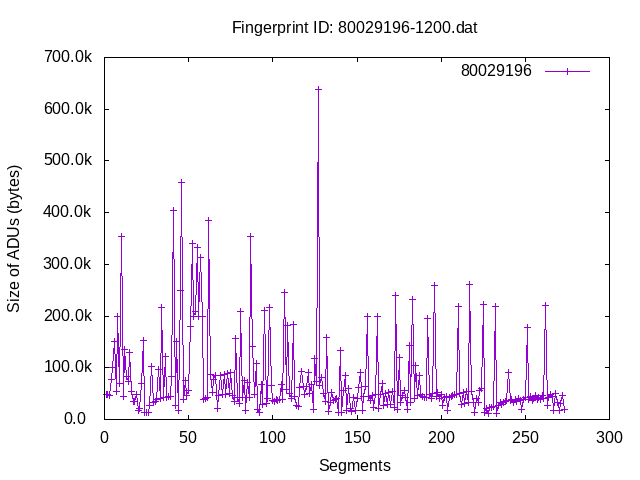 Fingerprint ID: 80029196-1200.dat
700.0k
80029196
600.0k
500.0k
400.0k
300.0k
200.0k
100.0k
0.0
0 50 100 150 200 250 300
Size of ADUs (bytes)
Segments